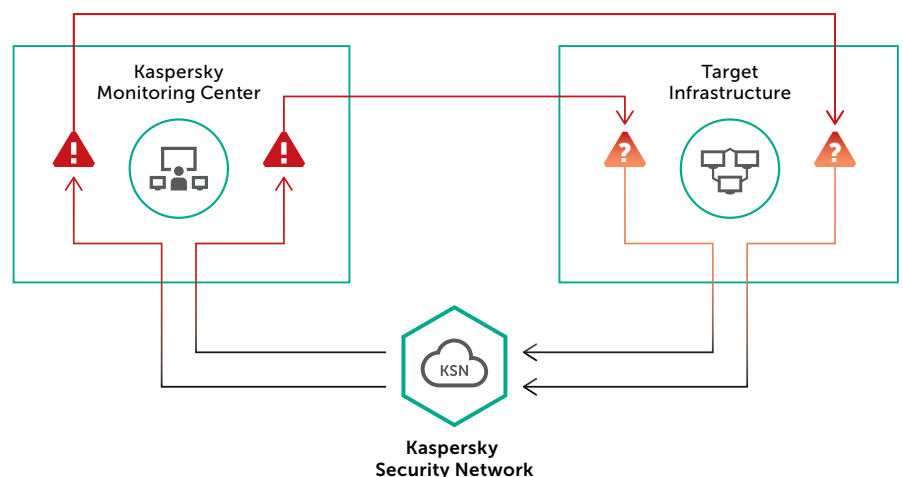 Kaspersky
Monitoring Center
Target
Infrastructure
!
!
?
?
KSN
Kaspersky
Security Network